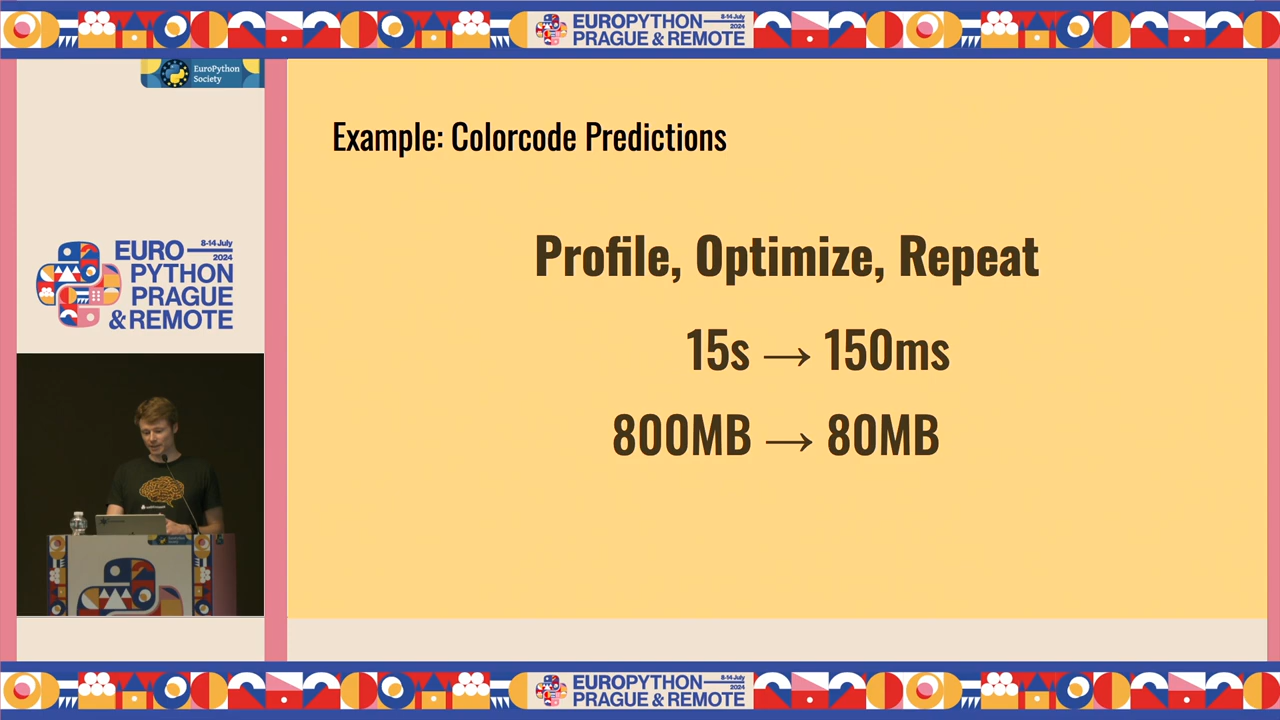 EUROPYTHON 8-14 July
PRAGUE & REMOTE 2024
EuroPython
Society
Example: Colorcode Predictions
EURO 8-14 July
PYTHON 2024
PRAGUE
& REMOTE
Profile, Optimize, Repeat
15s → 150ms
800MB → 80MB
EUROPYTHON 8-14 July
PRAGUE & REMOTE 2024